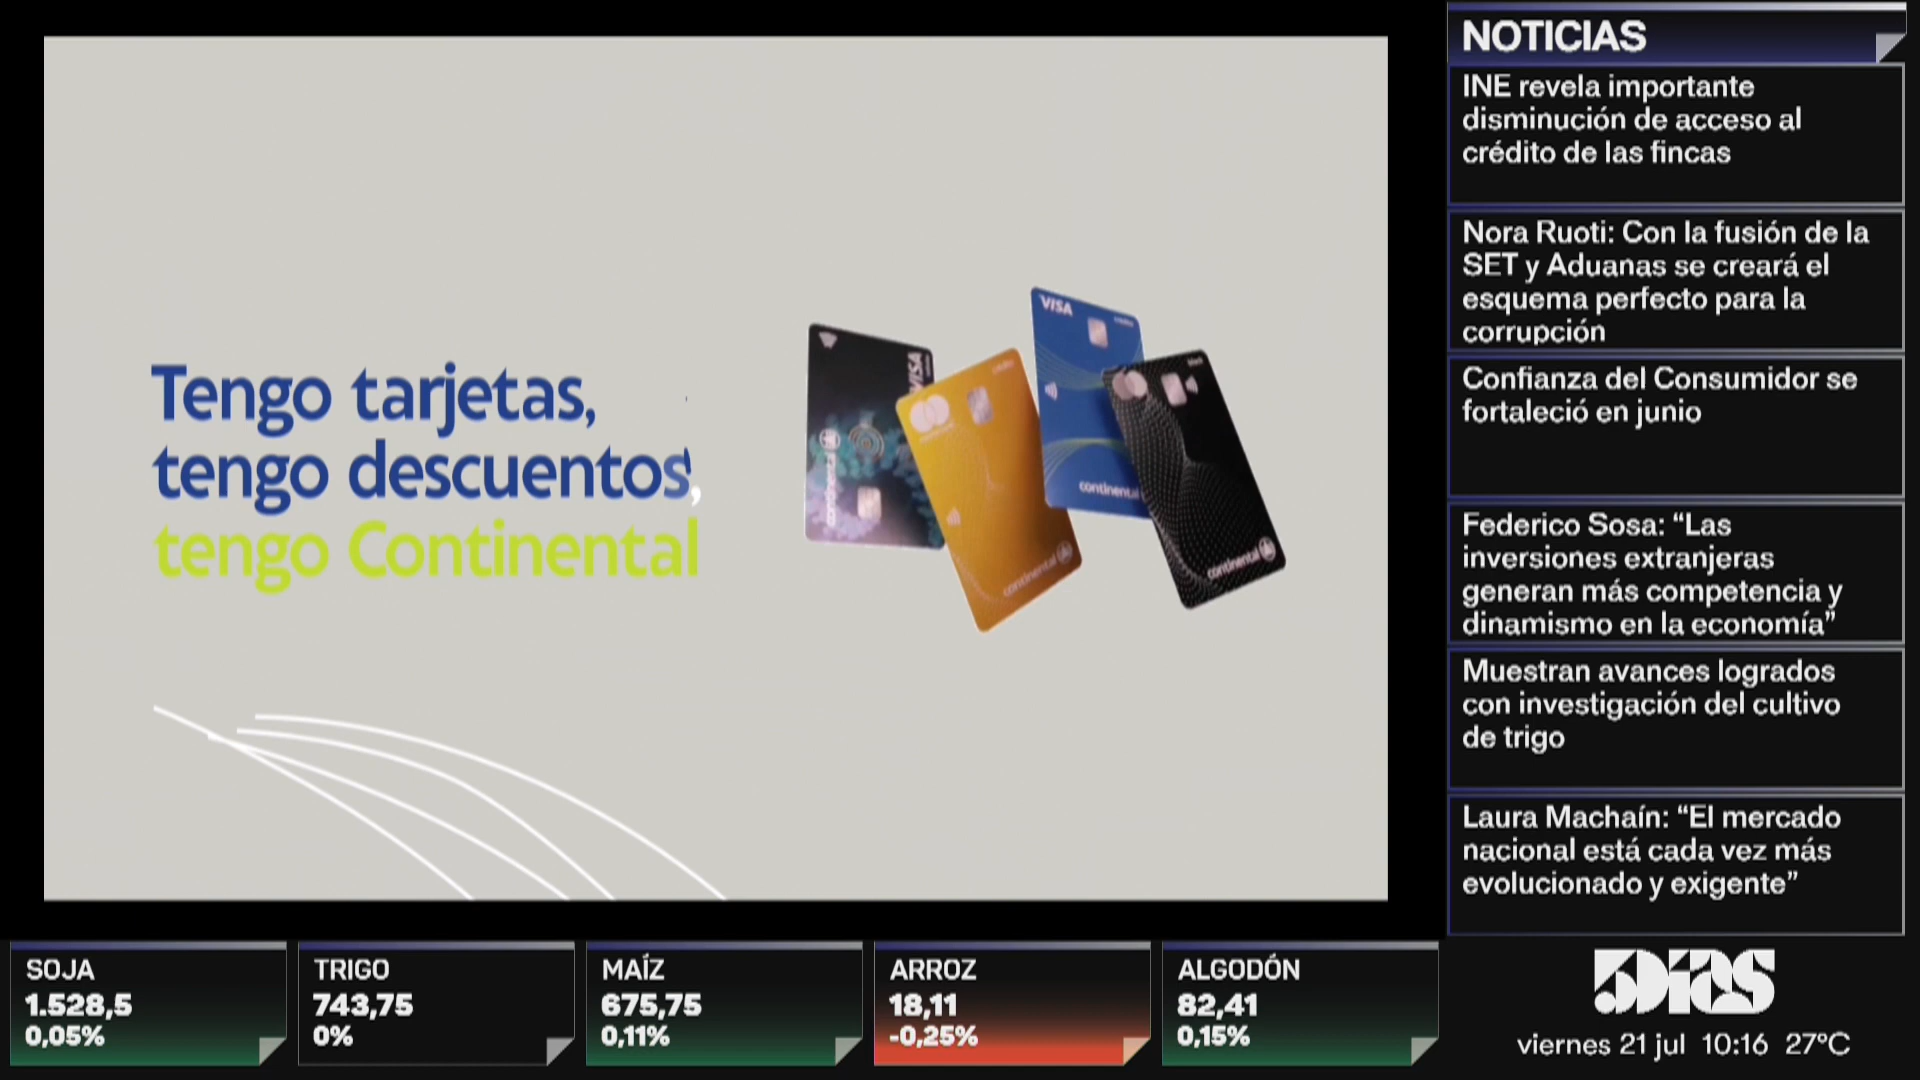 Tengo tarjetas,
tengo descuentos,
tengo Continental
VISA
VISA
continental
continental
continental
continental
NOTICIAS
INE revela importante
disminución de acceso al
crédito de las fincas
Nora Ruoti: Con la fusión de la
SET y Aduanas se creará el
esquema perfecto para la
corrupción
Confianza del Consumidor se
fortaleció en junio
Federico Sosa: “Las
inversiones extranjeras
generan más competencia y
dinamismo en la economía”
Muestran avances logrados
con investigación del cultivo
de trigo
Laura Machaín: “El mercado
nacional está cada vez más
evolucionado y exigente”
SOJA
1.528,5
0,05%
TRIGO
743,75
0%
MAÍZ
675,75
0,11%
ARROZ
18,11
-0,25%
ALGODÓN
82,41
0,15%
5DIAS
viernes 21 jul 10:16 27°C